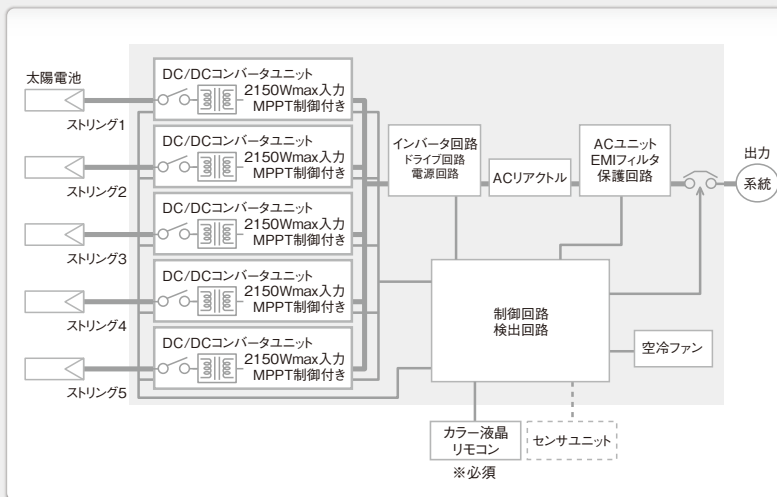 太陽電池
ストリング1
DC/DCコンバータユニット
2150Wmax入力
MPPT制御付き
ストリング2
DC/DCコンバータユニット
2150Wmax入力
MPPT制御付き
ストリング3
DC/DCコンバータユニット
2150Wmax入力
MPPT制御付き
ストリング4
DC/DCコンバータユニット
2150Wmax入力
MPPT制御付き
ストリング5
DC/DCコンバータユニット
2150Wmax入力
MPPT制御付き
インバータ回路
ドライブ回路
電源回路
ACリアクトル
ACユニット
EMIフィルタ
保護回路
出力
系統
制御回路
検出回路
空冷ファン
カラー液晶
リモコン
※必須
センサユニット